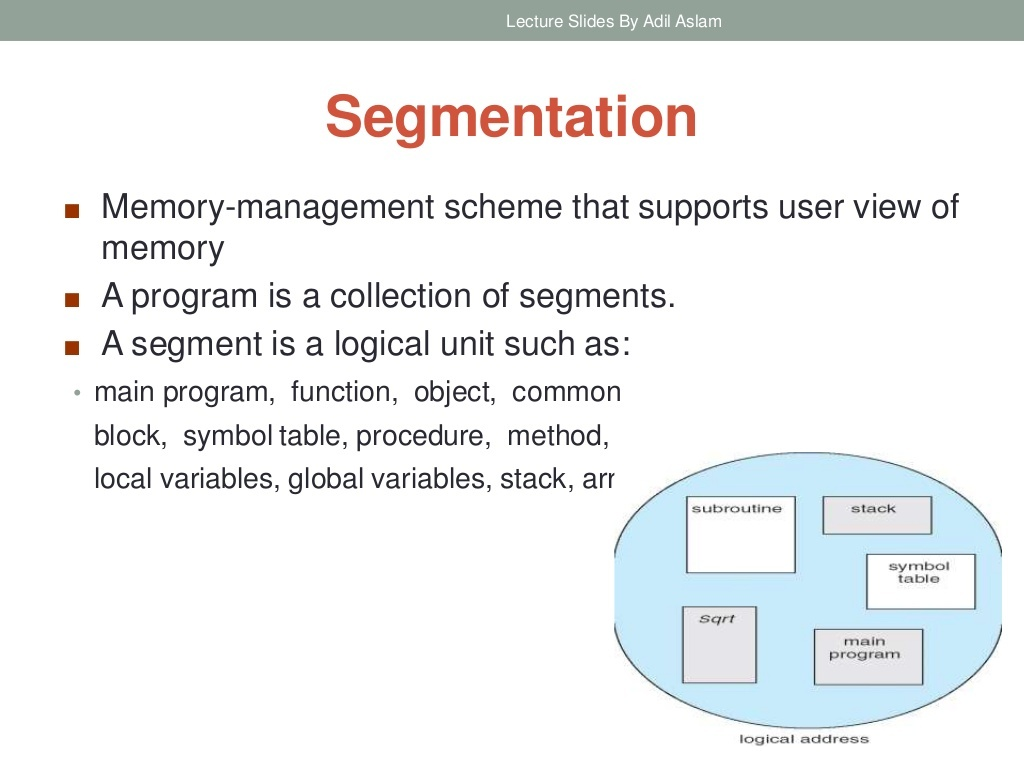 Lecture Slides By Adil Aslam
Segmentation
■ Memory-management scheme that supports user view of
memory
■ A program is a collection of segments.
■ A segment is a logical unit such as:
• main program, function, object, common
block, symbol table, procedure, method,
local variables, global variables, stack, arr
subroutine
stack
symbol
table
Sqrt
main
program
logical address